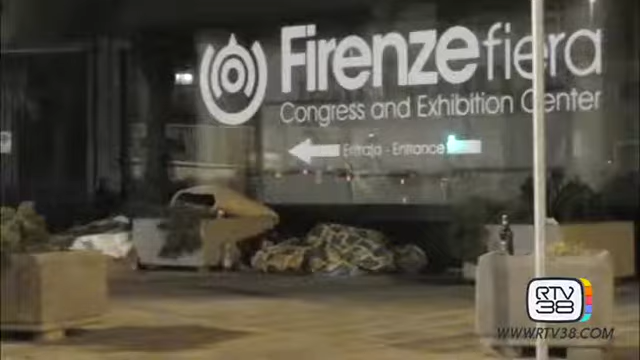 Firenzefiera
Congress and Exhibition Center
Entrata - Entrance
RTV
38
WWW.RTV38.COM